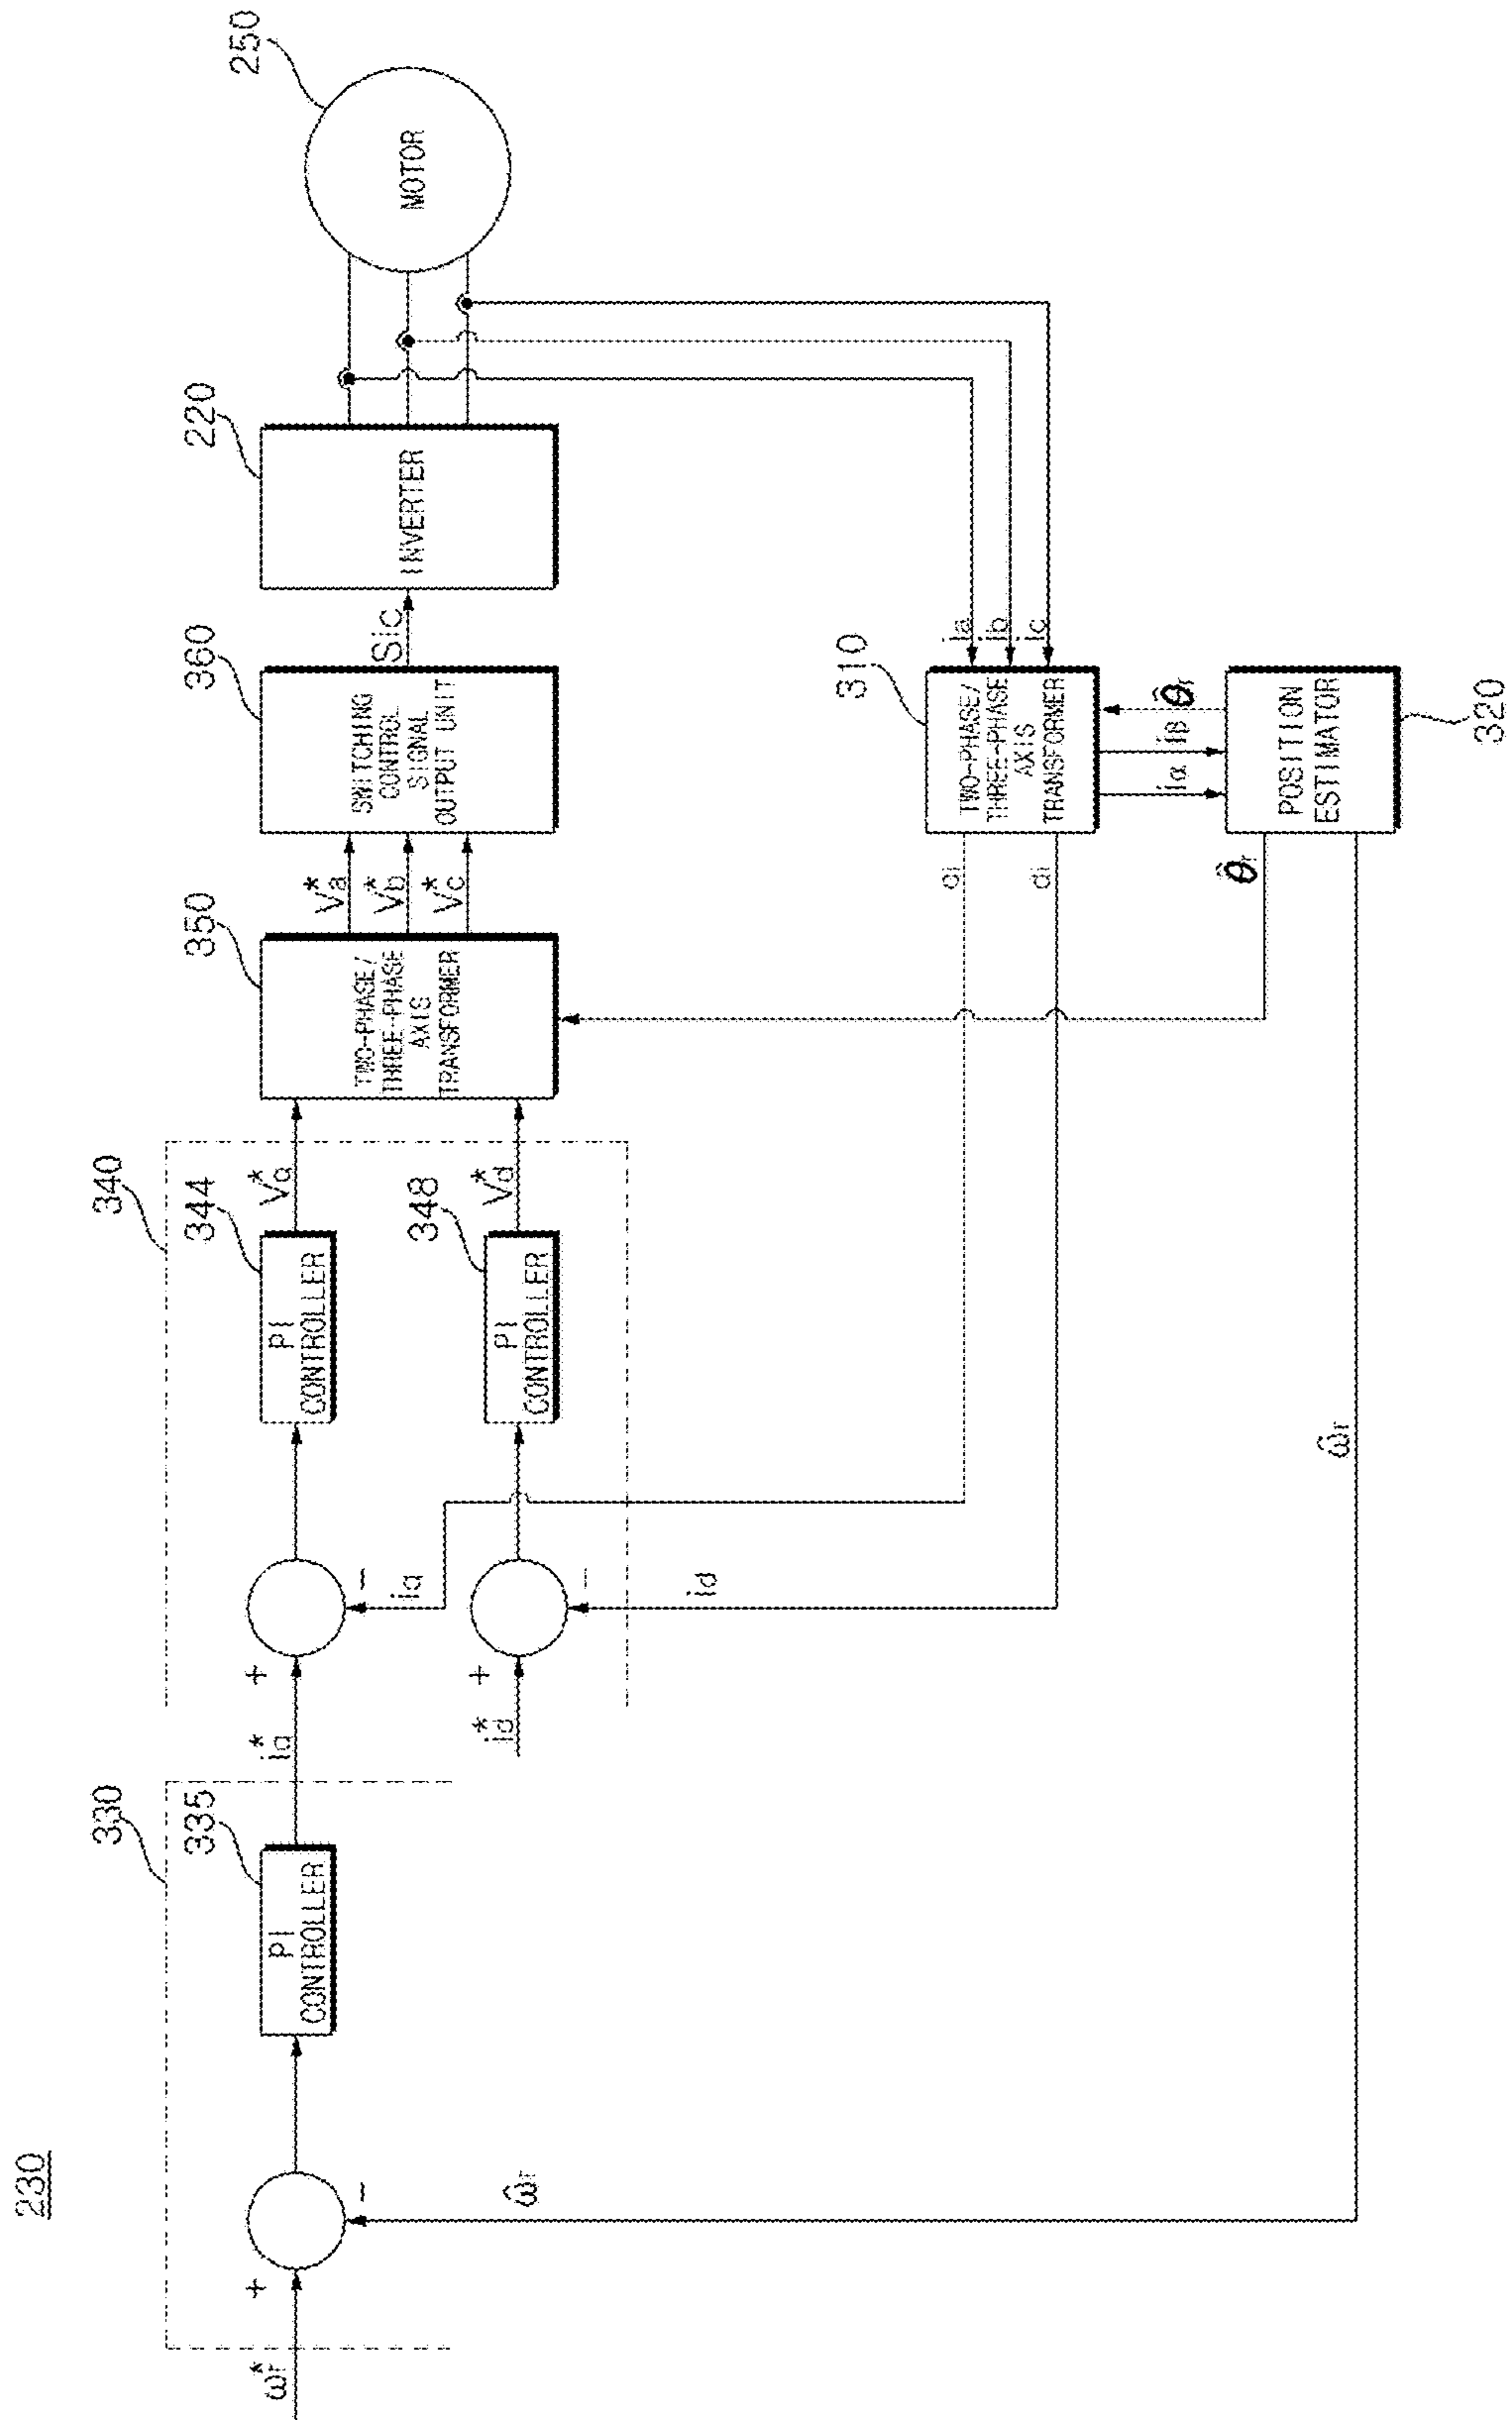 230
330
340
ω̂r
ω*r
+
−
335
PI
CONTROLLER
i*q
+
−
iq
i*d
+
−
id
344
PI
CONTROLLER
V*q
348
PI
CONTROLLER
V*d
350
TWO-PHASE/
THREE-PHASE
AXIS
TRANSFORMER
V*a
V*b
V*c
360
SWITCHING
CONTROL
SIGNAL
OUTPUT UNIT
Sic
220
INVERTER
250
MOTOR
310
TWO-PHASE/
THREE-PHASE
AXIS
TRANSFORMER
ia
ib
ic
iα
iβ
θ̂r
θ̂r
ω̂r
POSITION
ESTIMATOR
320